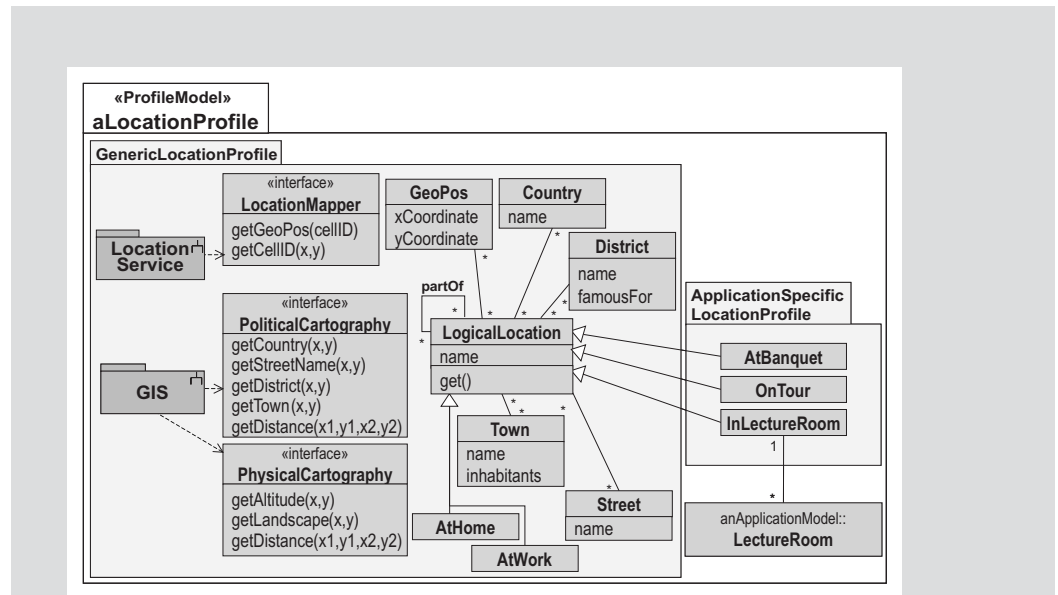 «ProfileModel»
aLocationProfile
GenericLocationProfile
Location
Service
GIS
«interface»
LocationMapper
getGeoPos(cellID)
getCellID(x,y)
«interface»
PoliticalCartography
getCountry(x,y)
getStreetName(x,y)
getDistrict(x,y)
getTown(x,y)
getDistance(x1,y1,x2,y2)
«interface»
PhysicalCartography
getAltitude(x,y)
getLandscape(x,y)
getDistance(x1,y1,x2,y2)
GeoPos
xCoordinate
yCoordinate
*
Country
name
*
District
name
famousFor
*
partOf
*
*
* * * *
LogicalLocation
name
get()
*
*
*
Town
name
inhabitants
*
Street
name
AtHome
AtWork
ApplicationSpecific
LocationProfile
AtBanquet
OnTour
InLectureRoom
1
*
anApplicationModel::
LectureRoom